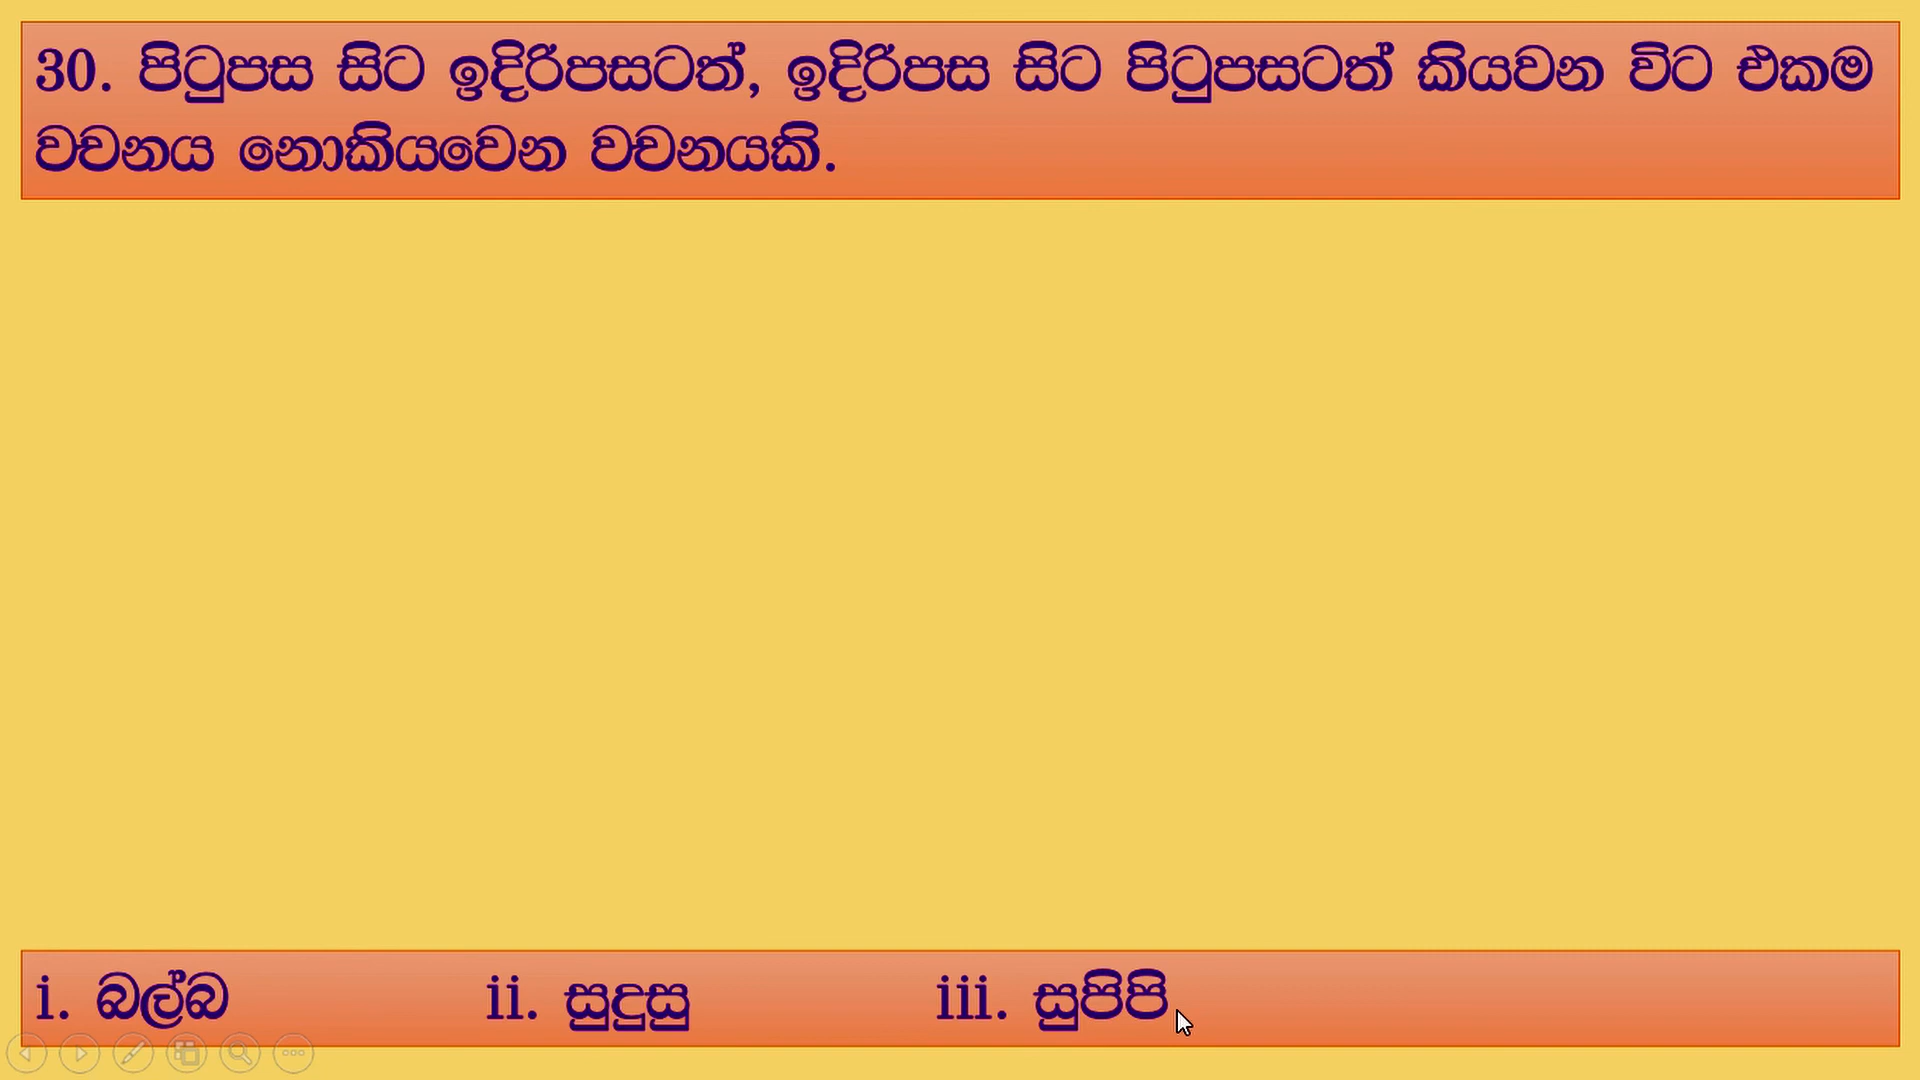 30. පිටුපස සිට ඉදිරිපසටත්, ඉදිරිපස සිට පිටුපසටත් කියවන විට එකම
වචනය නොකියවෙන වචනයකි.
i. බල්බ ii. සුදුසු iii. සුපිපි